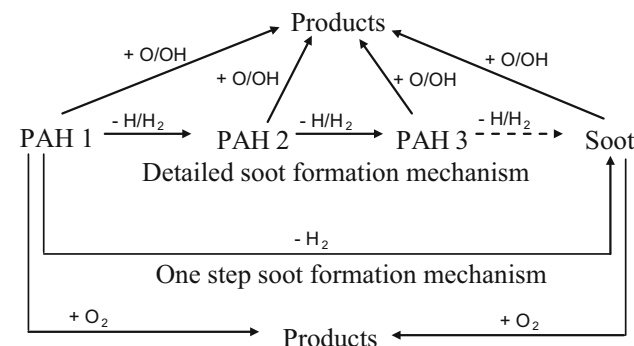 Products
+ O/OH
+ O/OH
+ O/OH
+ O/OH
PAH 1 - H/H₂ PAH 2 - H/H₂ PAH 3 - H/H₂ Soot
Detailed soot formation mechanism
- H₂
One step soot formation mechanism
+ O₂ + O₂
Products